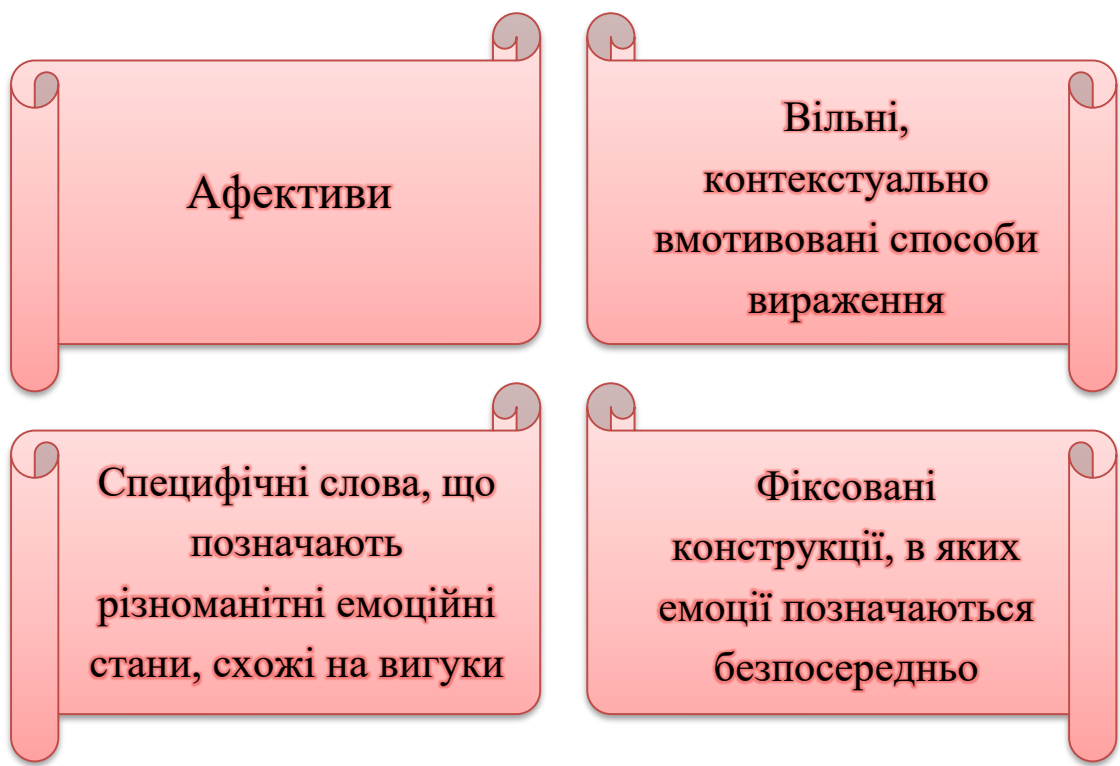 Афективи
Вільні,
контекстуально
вмотивовані способи
вираження
Специфічні слова, що
позначають
різноманітні емоційні
стани, схожі на вигуки
Фіксовані
конструкції, в яких
емоції позначаються
безпосередньо